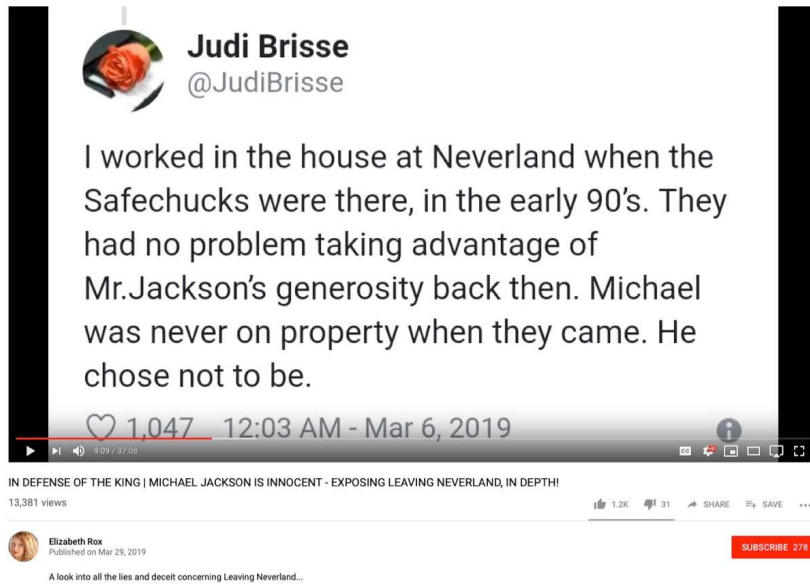 Judi Brisse
@JudiBrisse
I worked in the house at Neverland when the
Safechucks were there, in the early 90's. They
had no problem taking advantage of
Mr.Jackson's generosity back then. Michael
was never on property when they came. He
chose not to be.
1,047 12:03 AM - Mar 6, 2019
9:09 / 37:08
CC
IN DEFENSE OF THE KING | MICHAEL JACKSON IS INNOCENT - EXPOSING LEAVING NEVERLAND, IN DEPTH!
13,381 views
1.2K 31 SHARE SAVE
Elizabeth Rox
Published on Mar 29, 2019
SUBSCRIBE 278
A look into all the lies and deceit concerning Leaving Neverland...